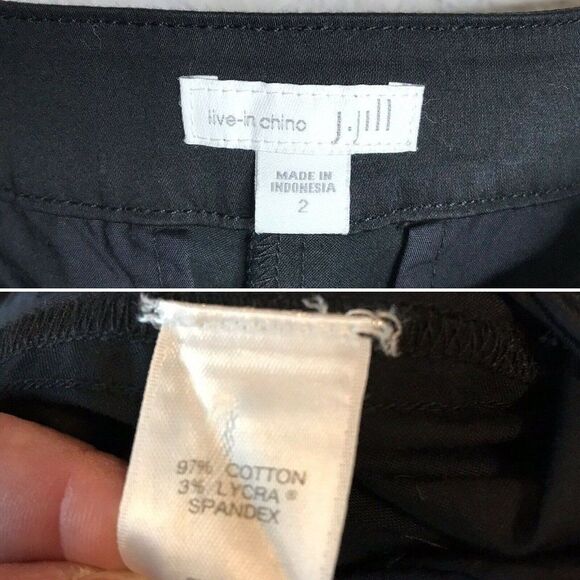 live-in chino j.jill
MADE IN
INDONESIA
2
97% COTTON
3% LYCRA®
SPANDEX